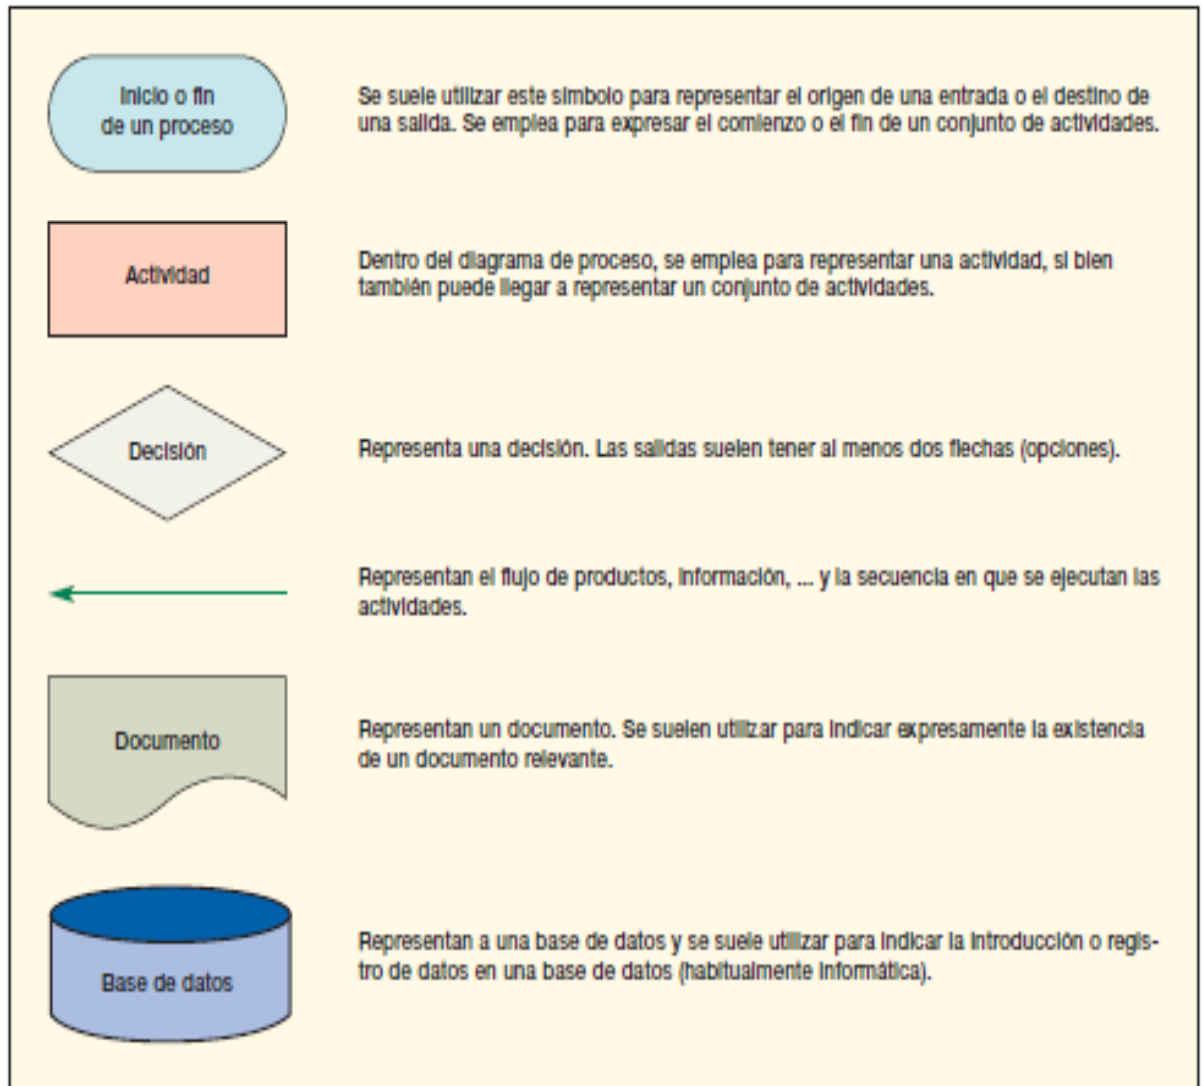 Inicio o fin
de un proceso
Se suele utilizar este símbolo para representar el origen de una entrada o el destino de
una salida. Se emplea para expresar el comienzo o el fin de un conjunto de actividades.
Actividad
Dentro del diagrama de proceso, se emplea para representar una actividad, si bien
también puede llegar a representar un conjunto de actividades.
Decisión
Representa una decisión. Las salidas suelen tener al menos dos flechas (opciones).
Representan el flujo de productos, información, ... y la secuencia en que se ejecutan las
actividades.
Documento
Representan un documento. Se suelen utilizar para indicar expresamente la existencia
de un documento relevante.
Base de datos
Representan a una base de datos y se suele utilizar para indicar la introducción o regis-
tro de datos en una base de datos (habitualmente informática).